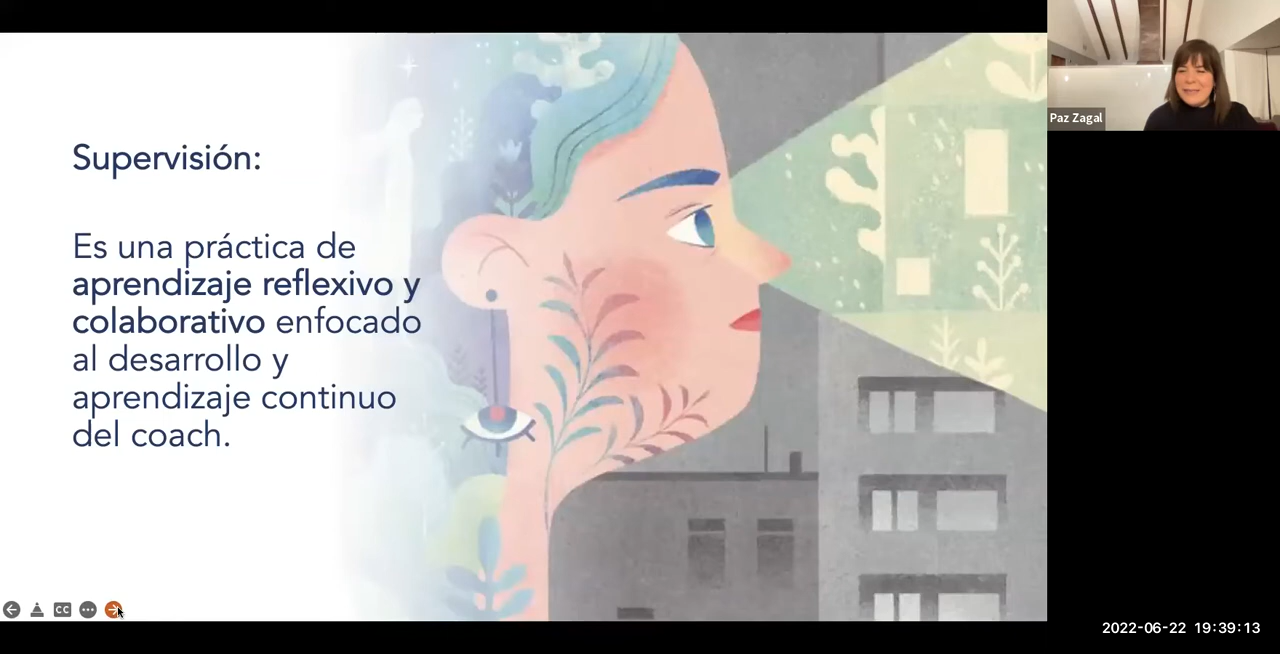 Supervisión:
Es una práctica de
aprendizaje reflexivo y
colaborativo enfocado
al desarrollo y
aprendizaje continuo
del coach.
Paz Zagal
CC
2022-06-22 19:39:13